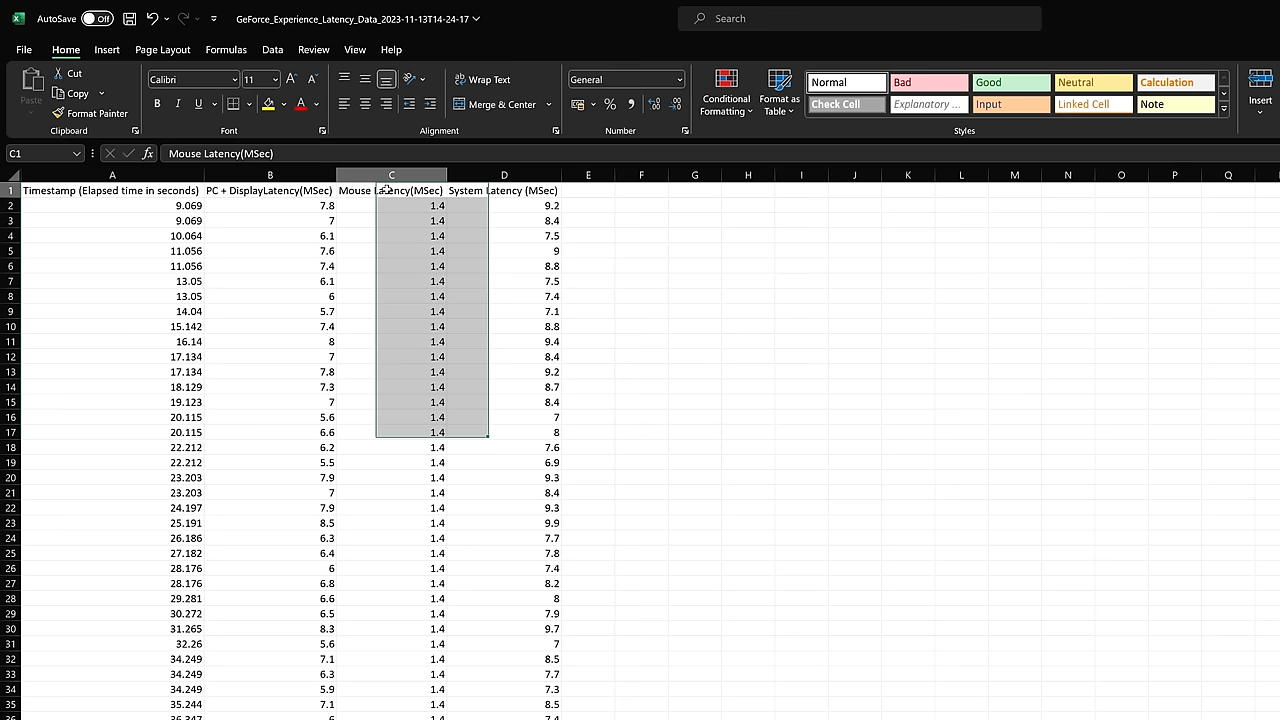 AutoSave Off GeForce_Experience_Latency_Data_2023-11-13T14-24-17 Search
File Home Insert Page Layout Formulas Data Review View Help
Paste Cut Copy Format Painter Clipboard
Calibri 11 B I U A Font
Wrap Text Merge & Center Alignment
General % Number
Conditional Formatting Format as Table
Normal Bad Good Neutral Calculation
Check Cell Explanatory ... Input Linked Cell Note
Styles
Insert
C1 fx Mouse Latency(MSec)
A B C D E F G H I J K L M N O P Q R
1 Timestamp (Elapsed time in seconds) PC + DisplayLatency(MSec) Mouse Latency(MSec) System Latency (MSec)
2 9.069 7.8 1.4 9.2
3 9.069 7 1.4 8.4
4 10.064 6.1 1.4 7.5
5 11.056 7.6 1.4 9
6 11.056 7.4 1.4 8.8
7 13.05 6.1 1.4 7.5
8 13.05 6 1.4 7.4
9 14.04 5.7 1.4 7.1
10 15.142 7.4 1.4 8.8
11 16.14 8 1.4 9.4
12 17.134 7 1.4 8.4
13 17.134 7.8 1.4 9.2
14 18.129 7.3 1.4 8.7
15 19.123 7 1.4 8.4
16 20.115 5.6 1.4 7
17 20.115 6.6 1.4 8
18 22.212 6.2 1.4 7.6
19 22.212 5.5 1.4 6.9
20 23.203 7.9 1.4 9.3
21 23.203 7 1.4 8.4
22 24.197 7.9 1.4 9.3
23 25.191 8.5 1.4 9.9
24 26.186 6.3 1.4 7.7
25 27.182 6.4 1.4 7.8
26 28.176 6 1.4 7.4
27 28.176 6.8 1.4 8.2
28 29.281 6.6 1.4 8
29 30.272 6.5 1.4 7.9
30 31.265 8.3 1.4 9.7
31 32.26 5.6 1.4 7
32 34.249 7.1 1.4 8.5
33 34.249 6.3 1.4 7.7
34 34.249 5.9 1.4 7.3
35 35.244 7.1 1.4 8.5
36 36.347 6 1.4 7.4